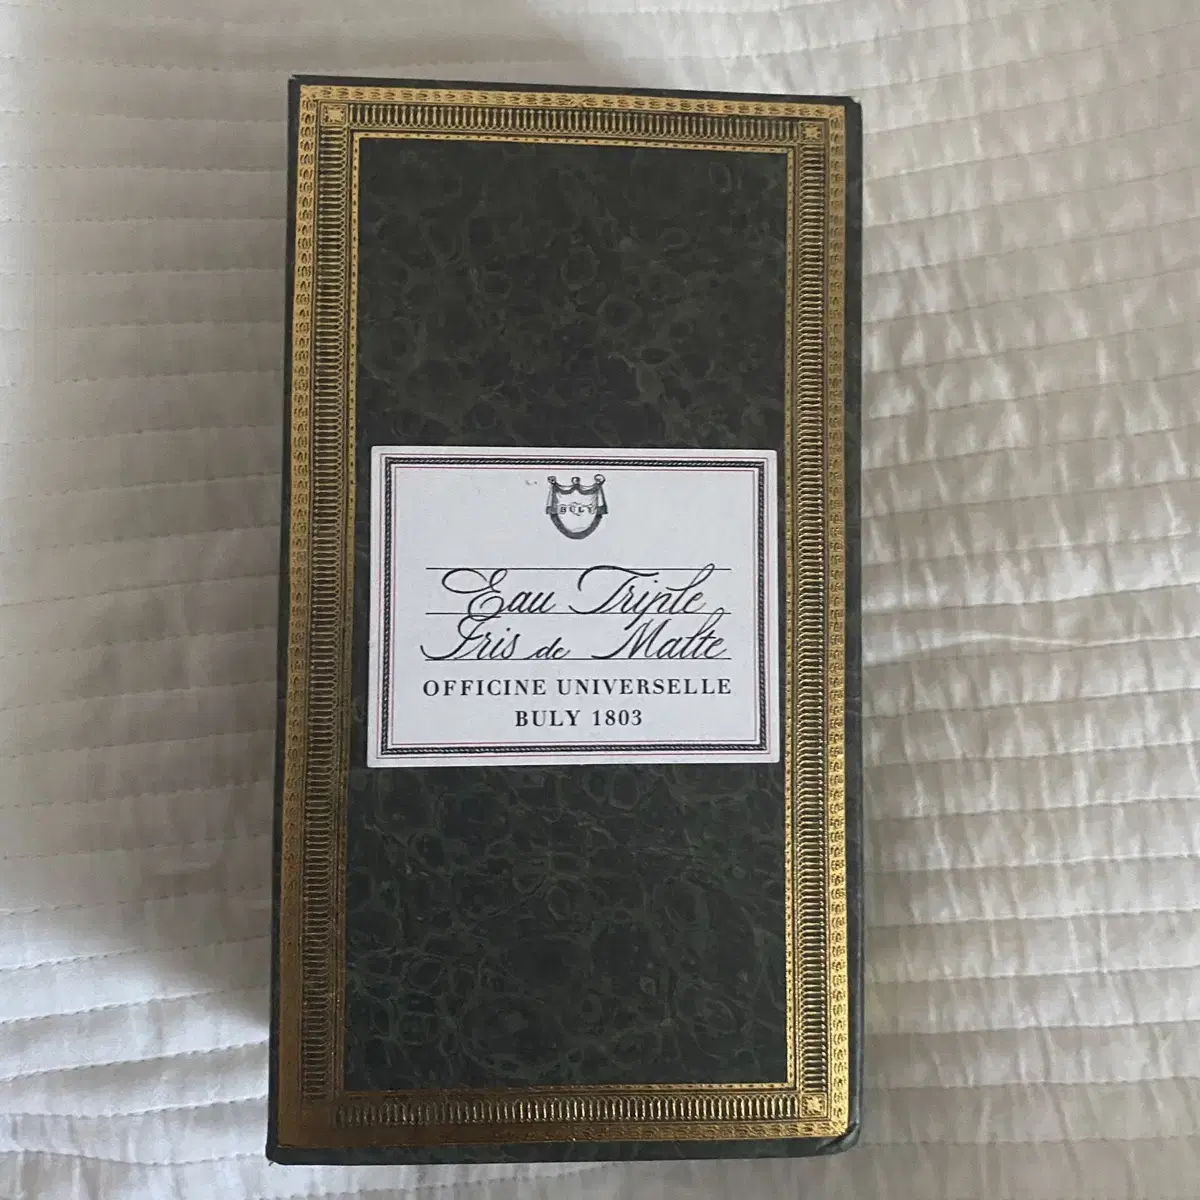 BULY
Eau Triple
Iris de Malte
OFFICINE UNIVERSELLE
BULY 1803